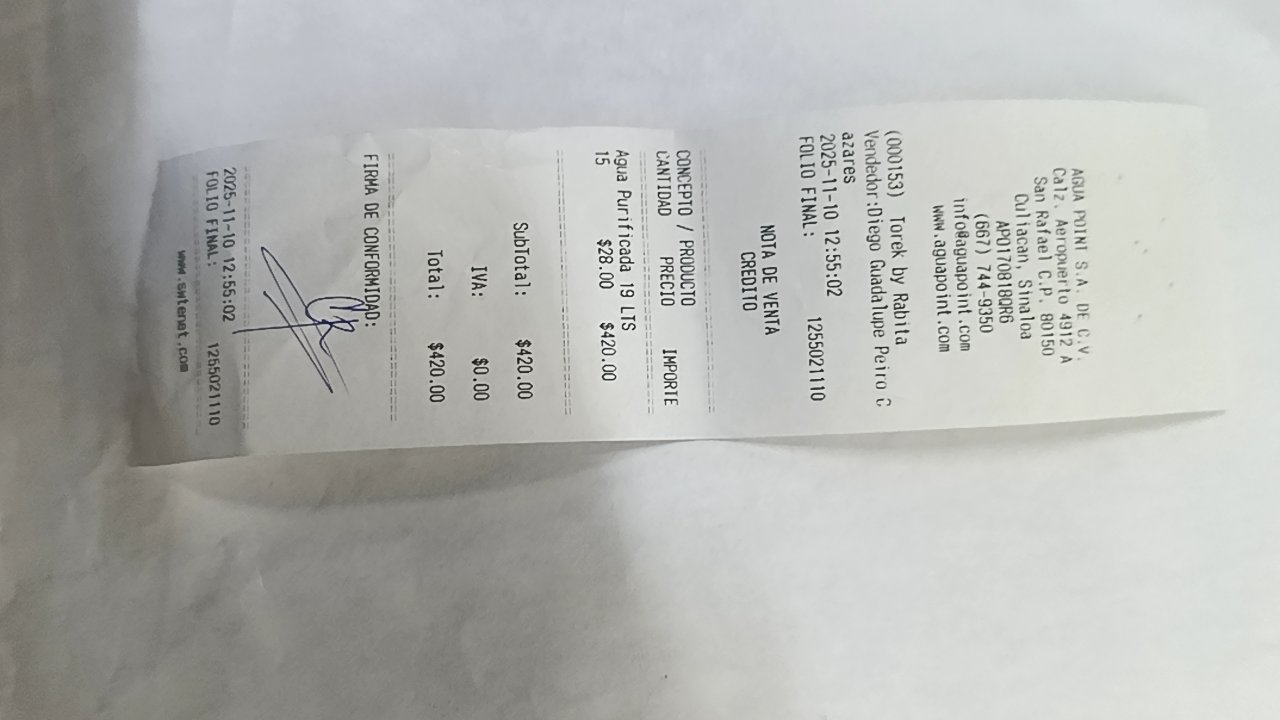 AGUA POINT S.A. DE C.V.
Calz. Aeropuerto 4912 A
San Rafael C.P. 80150
Culiacan, Sinaloa
APO170818QR6
(667) 744-9350
info@aguapoint.com
www.aguapoint.com
(000153) Torek by Rabita
Vendedor:Diego Guadalupe Peiro C
azares
2025-11-10 12:55:02
FOLIO FINAL: 1255021110
NOTA DE VENTA
CREDITO
CONCEPTO / PRODUCTO
CANTIDAD PRECIO IMPORTE
Agua Purificada 19 LTS
15 $28.00 $420.00
SubTotal: $420.00
IVA: $0.00
Total: $420.00
FIRMA DE CONFORMIDAD:
2025-11-10 12:55:02
FOLIO FINAL: 1255021110
www.swtenet.com